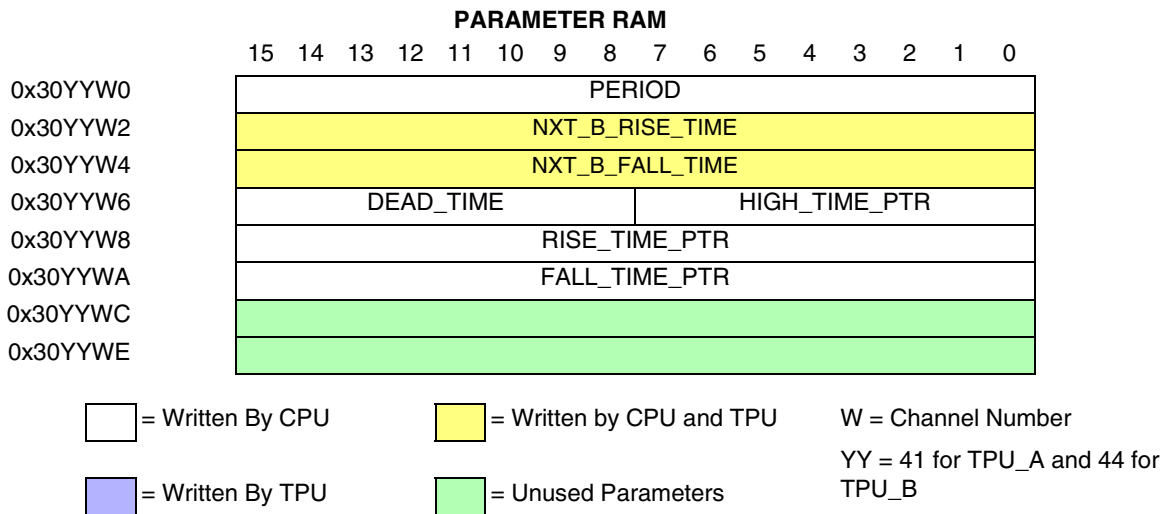 PARAMETER RAM
15 14 13 12 11 10 9 8 7 6 5 4 3 2 1 0
0x30YYW0 PERIOD
0x30YYW2 NXT_B_RISE_TIME
0x30YYW4 NXT_B_FALL_TIME
0x30YYW6 DEAD_TIME HIGH_TIME_PTR
0x30YYW8 RISE_TIME_PTR
0x30YYWA FALL_TIME_PTR
0x30YYWC
0x30YYWE
= Written By CPU = Written by CPU and TPU W = Channel Number
YY = 41 for TPU_A and 44 for
= Written By TPU = Unused Parameters TPU_B